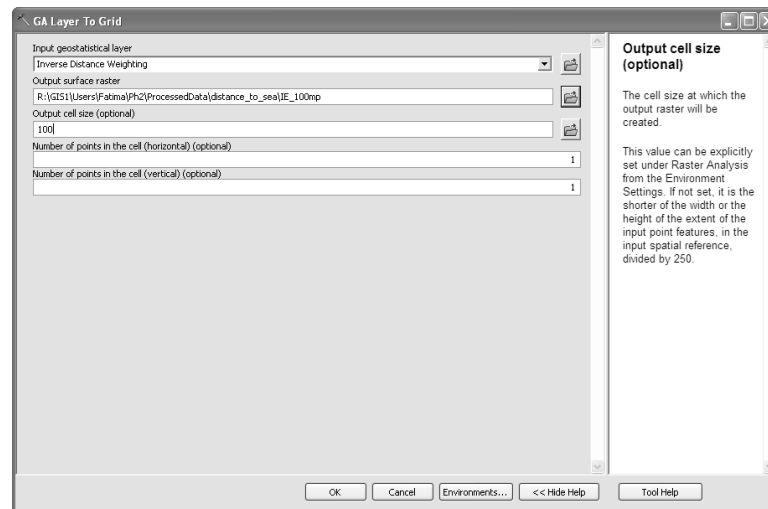 GA Layer To Grid
Input geostatistical layer
Inverse Distance Weighting
Output surface raster
R:\GIS1\Users\Fatima\Ph2\ProcessedData\distance_to_sea\IE_100mp
Output cell size (optional)
100
Number of points in the cell (horizontal) (optional)
1
Number of points in the cell (vertical) (optional)
1
OK
Cancel
Environments...
<< Hide Help
Output cell size
(optional)
The cell size at which the
output raster will be
created.
This value can be explicitly
set under Raster Analysis
from the Environment
Settings. If not set, it is the
shorter of the width or the
height of the extent of the
input point features, in the
input spatial reference,
divided by 250.
Tool Help